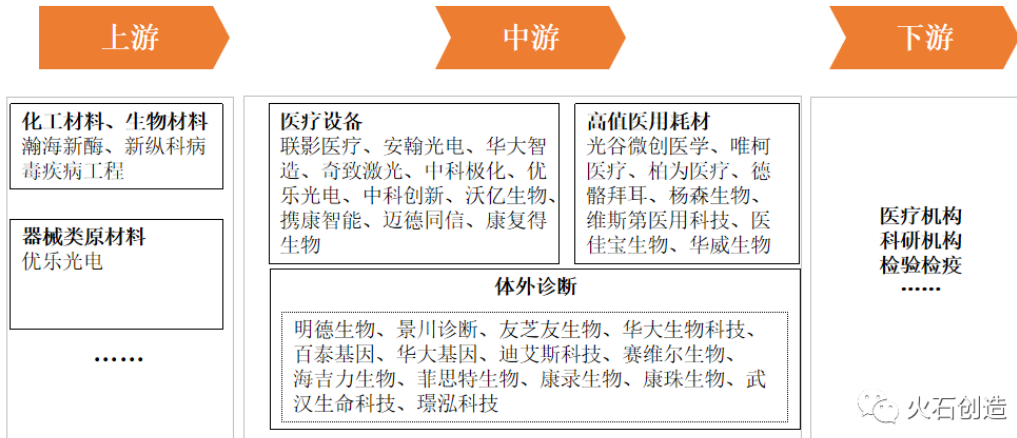 上游
中游
下游
化工材料、生物材料
瀚海新酶、新纵科病
毒疾病工程
器械类原材料
优乐光电
……
医疗设备
联影医疗、安翰光电、华大智
造、奇致激光、中科极化、优
乐光电、中科创新、沃亿生物、
携康智能、迈德同信、康复得
生物
高值医用耗材
光谷微创医学、唯柯
医疗、柏为医疗、德
骼拜耳、杨森生物、
维斯第医用科技、医
佳宝生物、华威生物
体外诊断
明德生物、景川诊断、友芝友生物、华大生物科技、
百泰基因、华大基因、迪艾斯科技、赛维尔生物、
海吉力生物、菲思特生物、康录生物、康珠生物、武
汉生命科技、璟泓科技
医疗机构
科研机构
检验检疫
……
火石创造